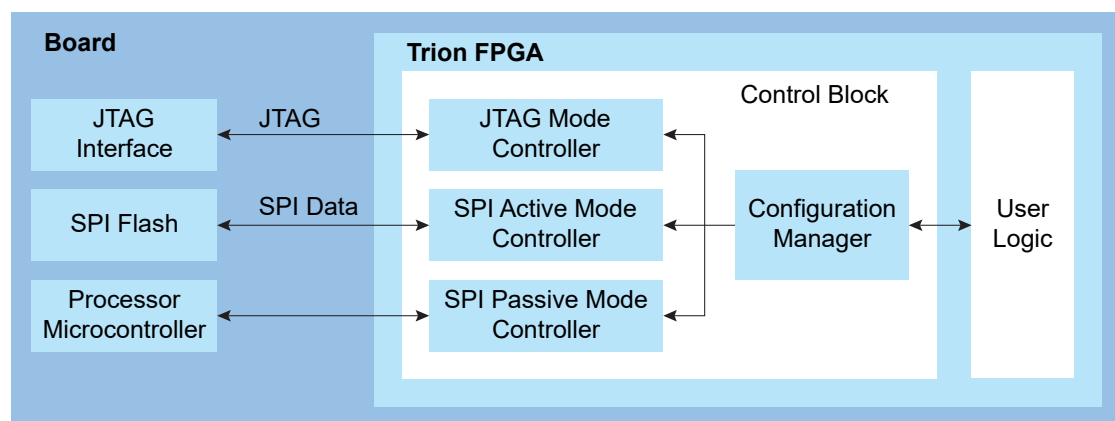 Board
Trion FPGA
Control Block
JTAG
Interface
JTAG
JTAG Mode
Controller
SPI Flash
SPI Data
SPI Active Mode
Controller
Configuration
Manager
User
Logic
Processor
Microcontroller
SPI Passive Mode
Controller